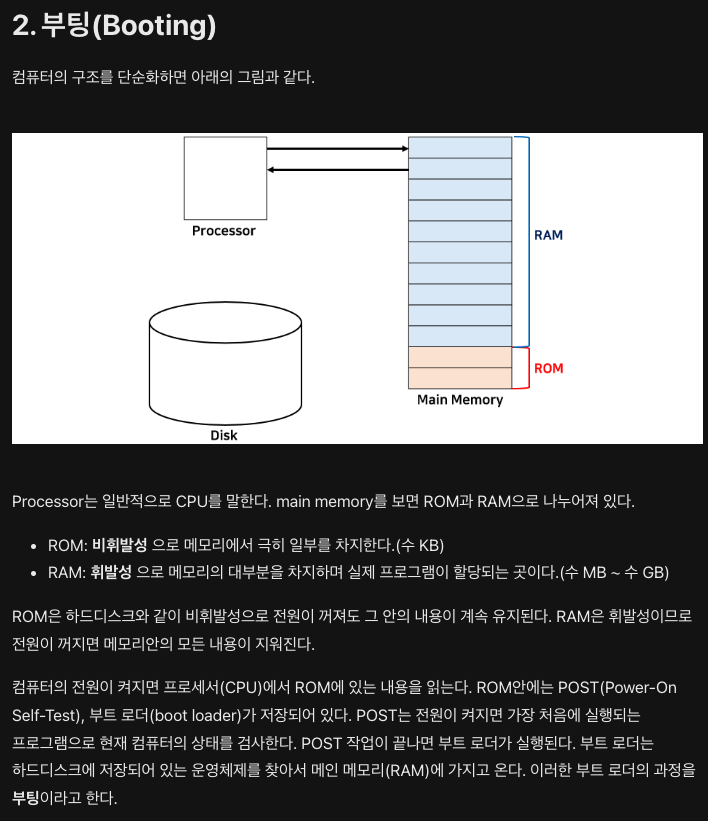 2. 부팅(Booting)
컴퓨터의 구조를 단순화하면 아래의 그림과 같다.
Processor
RAM
ROM
Main Memory
Disk
Processor는 일반적으로 CPU를 말한다. main memory를 보면 ROM과 RAM으로 나누어져 있다.
• ROM: 비휘발성 으로 메모리에서 극히 일부를 차지한다.(수 KB)
• RAM: 휘발성 으로 메모리의 대부분을 차지하며 실제 프로그램이 할당되는 곳이다.(수 MB ~ 수 GB)
ROM은 하드디스크와 같이 비휘발성으로 전원이 꺼져도 그 안의 내용이 계속 유지된다. RAM은 휘발성이므로
전원이 꺼지면 메모리안의 모든 내용이 지워진다.
컴퓨터의 전원이 켜지면 프로세서(CPU)에서 ROM에 있는 내용을 읽는다. ROM안에는 POST(Power-On
Self-Test), 부트 로더(boot loader)가 저장되어 있다. POST는 전원이 켜지면 가장 처음에 실행되는
프로그램으로 현재 컴퓨터의 상태를 검사한다. POST 작업이 끝나면 부트 로더가 실행된다. 부트 로더는
하드디스크에 저장되어 있는 운영체제를 찾아서 메인 메모리(RAM)에 가지고 온다. 이러한 부트 로더의 과정을
부팅이라고 한다.